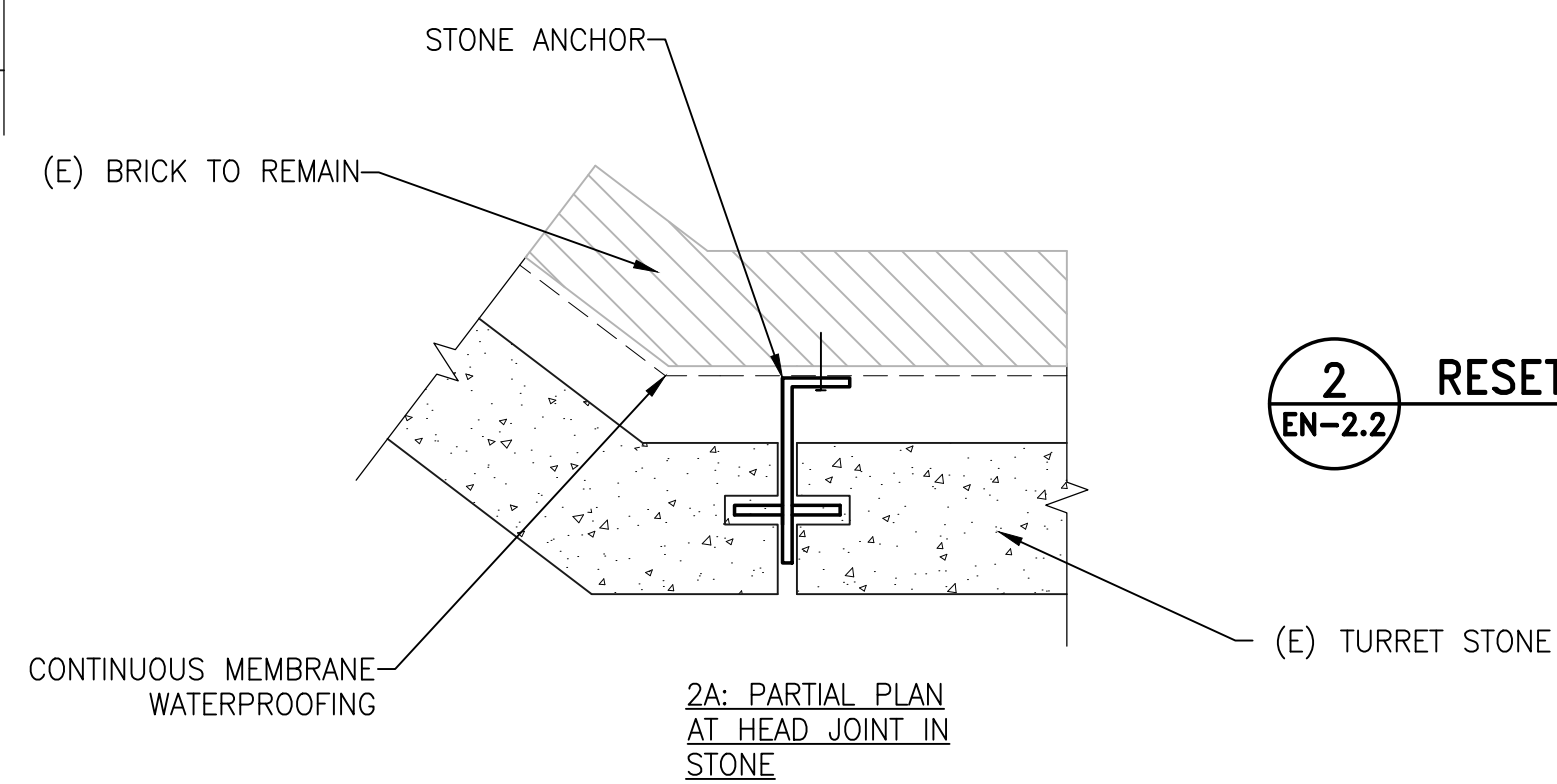 STONE ANCHOR
(E) BRICK TO REMAIN
2
RESET
EN-2.2
(E) TURRET STONE
CONTINUOUS MEMBRANE
WATERPROOFING
2A: PARTIAL PLAN
AT HEAD JOINT IN
STONE